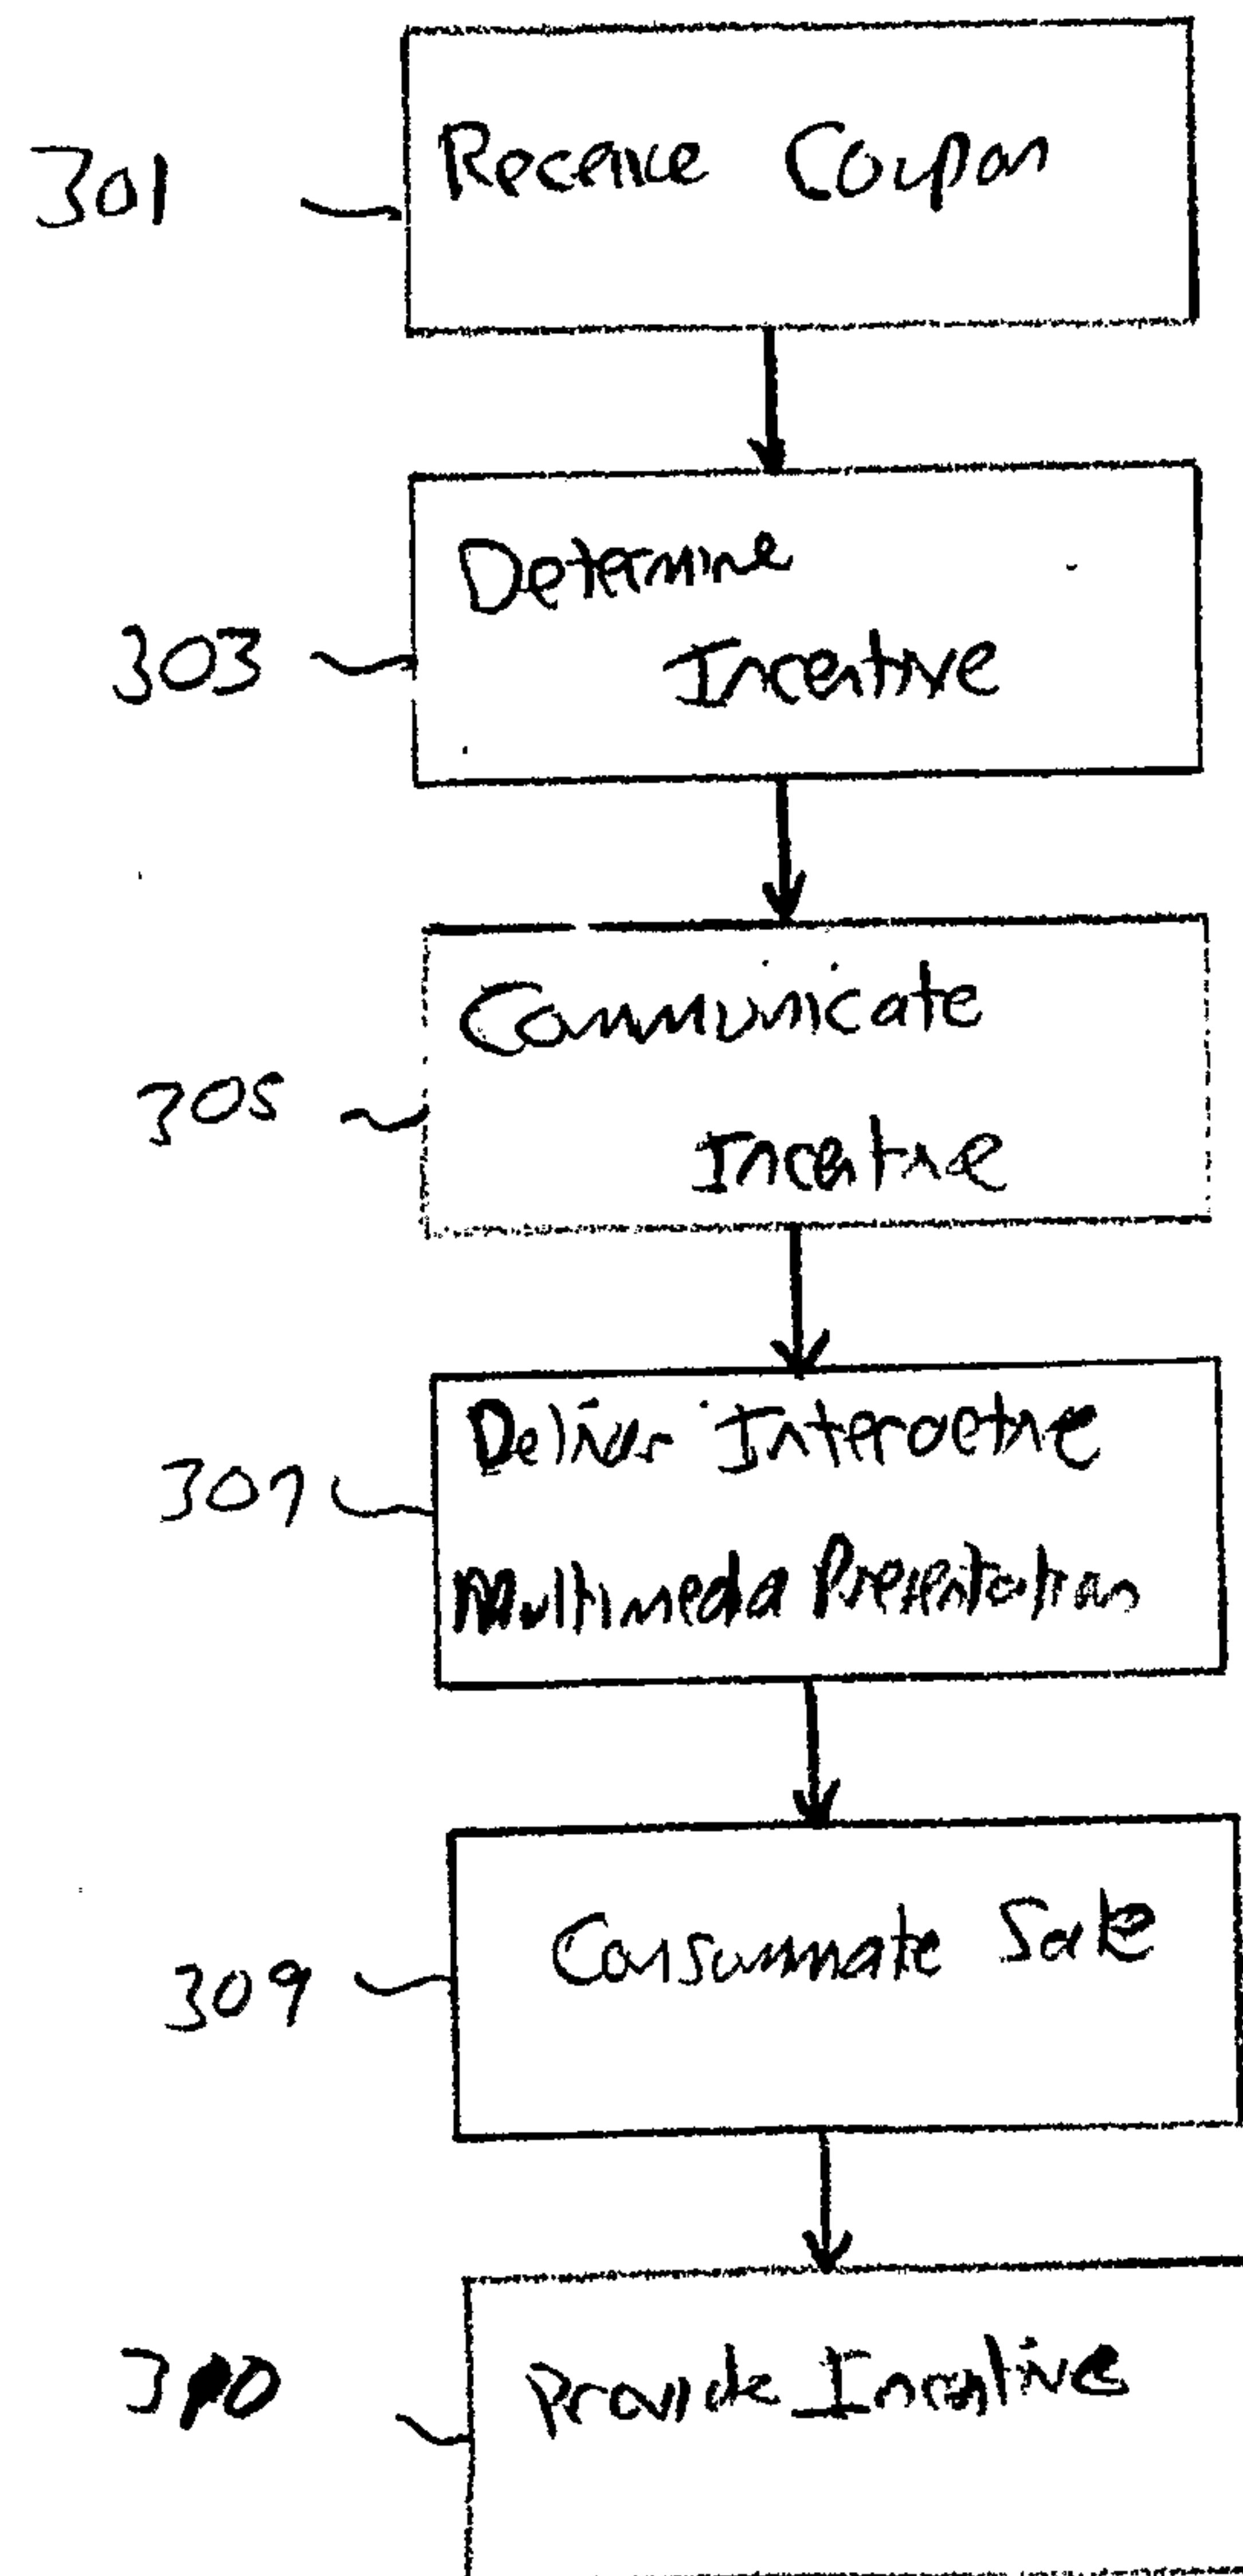 301
Receive Coupon
303
Determine
Incentive
305
Communicate
Incentive
307
Deliver Interactive
Multimedia Presentation
309
Consummate Sale
310
Provide Incentive